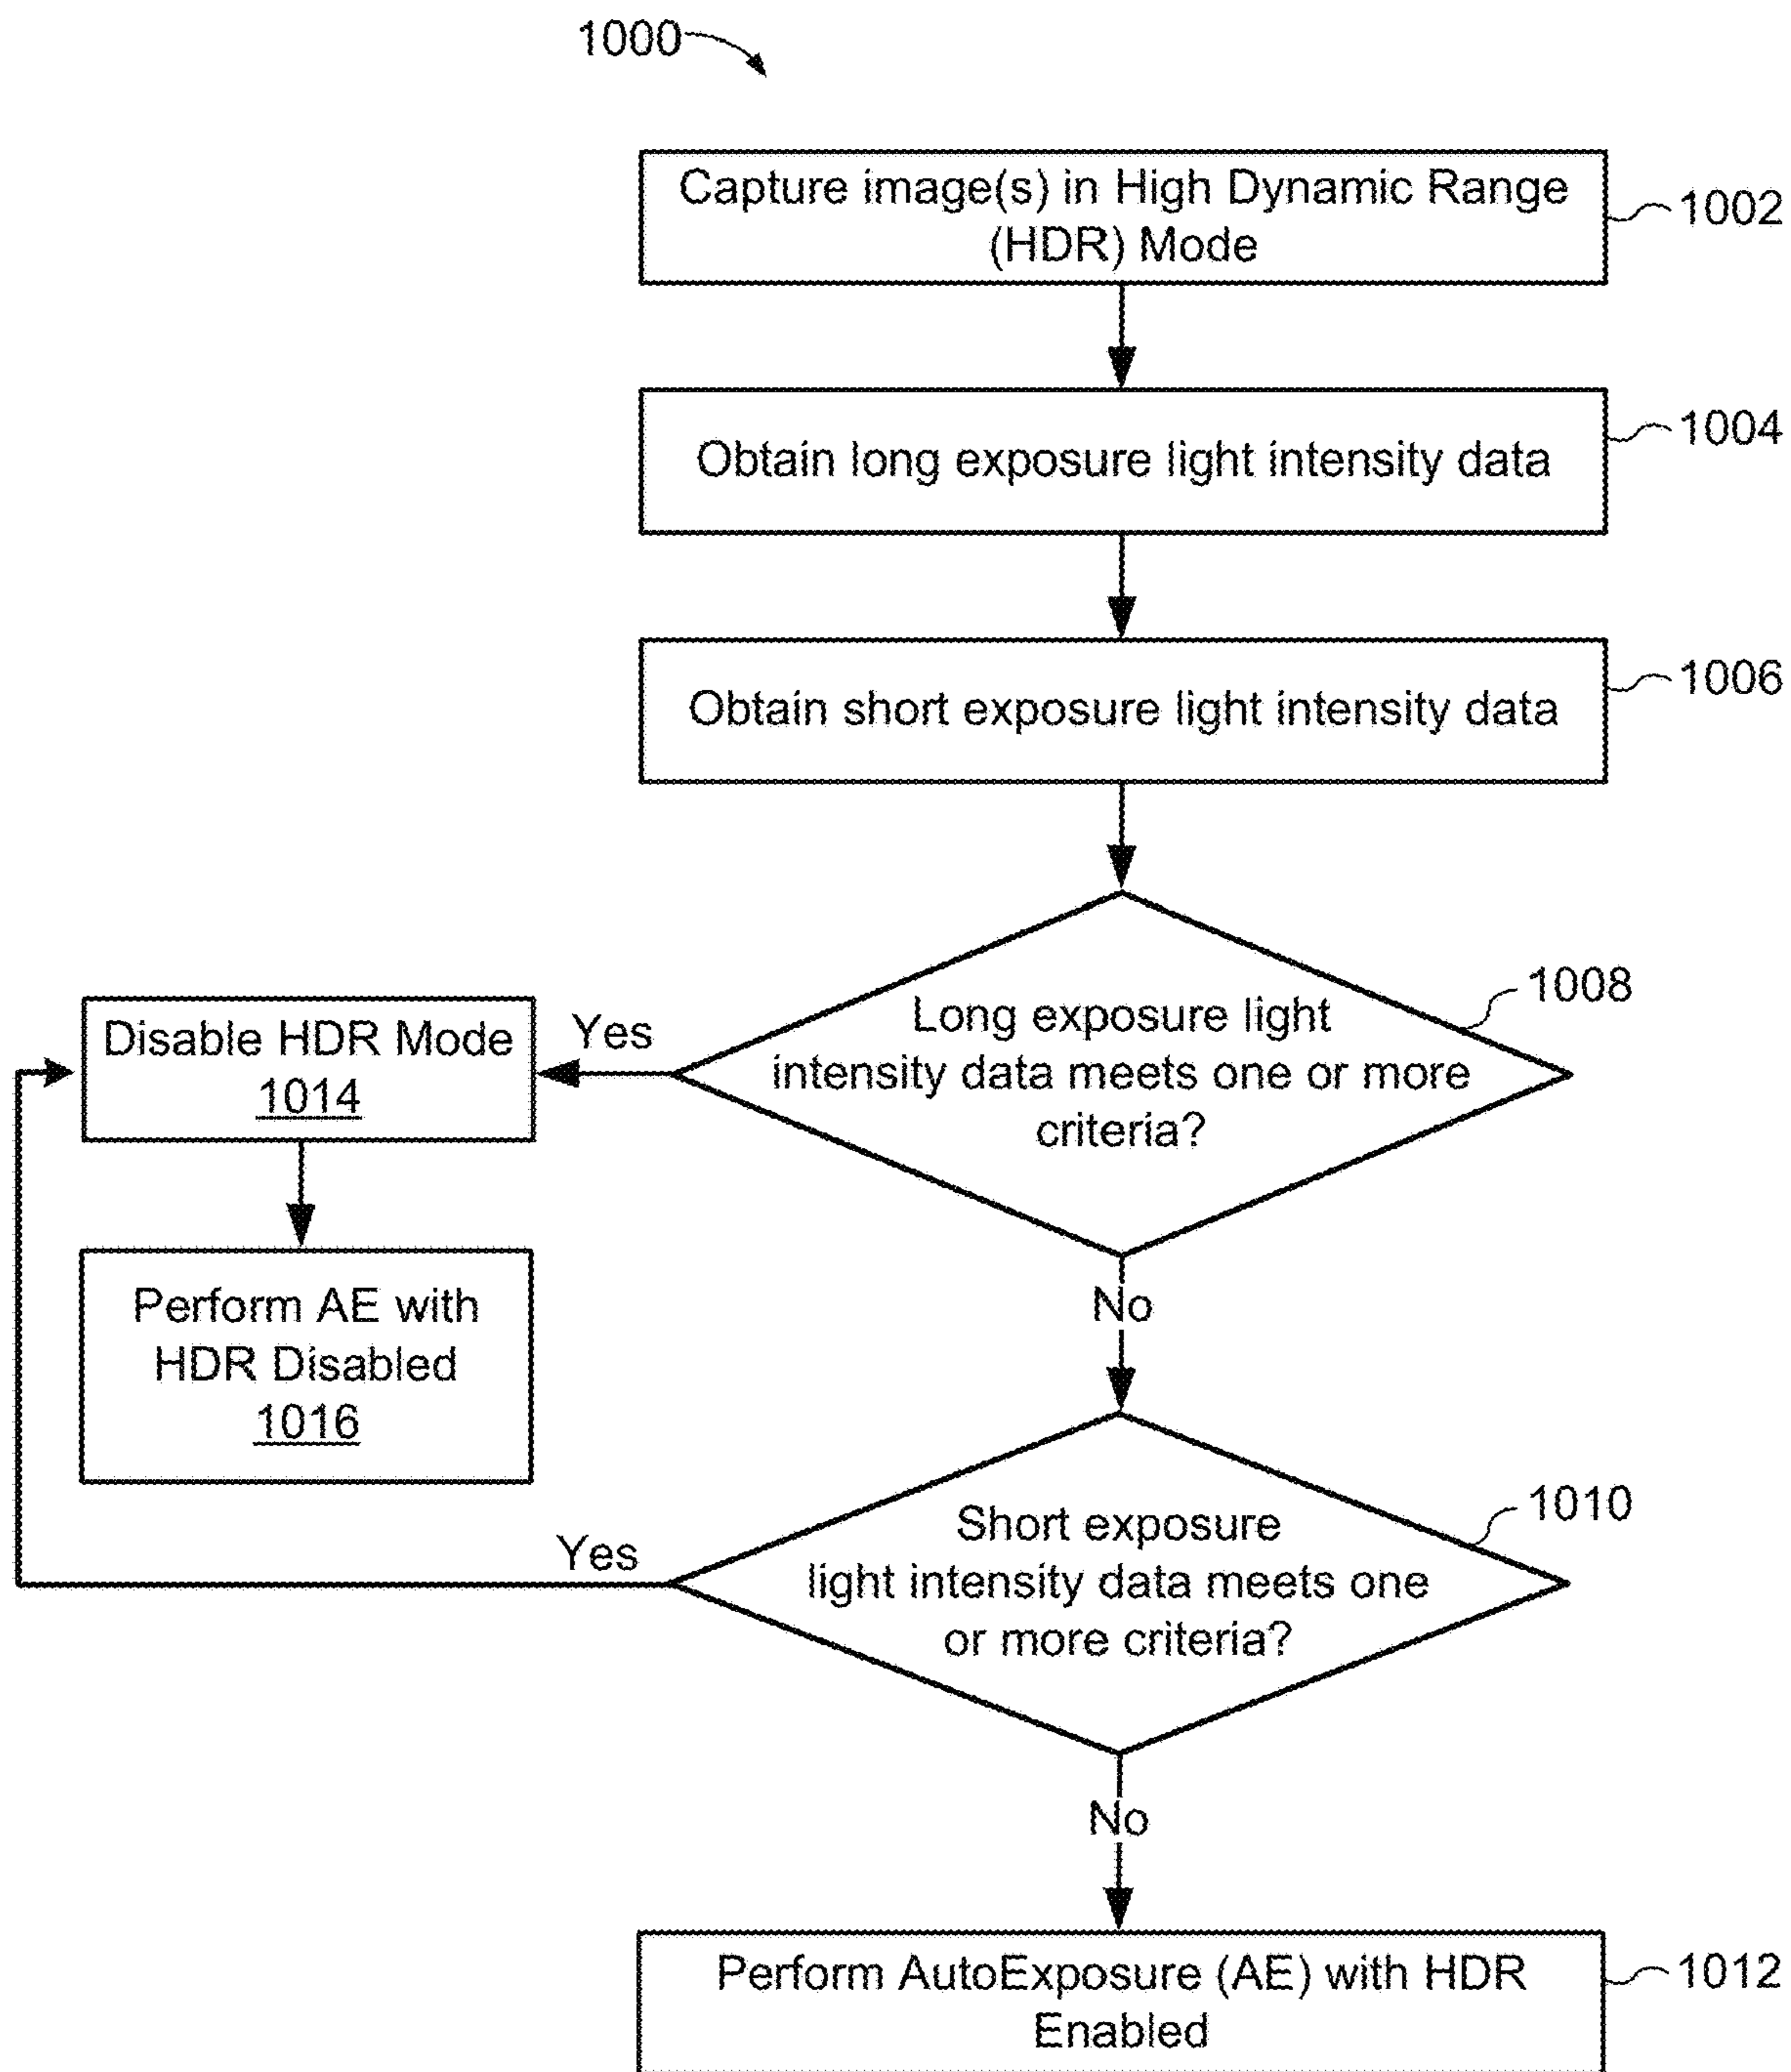 1000
Capture image(s) in High Dynamic Range
(HDR) Mode
1002
Obtain long exposure light intensity data
1004
Obtain short exposure light intensity data
1006
Long exposure light
intensity data meets one or more
criteria?
1008
Yes
Disable HDR Mode
1014
Perform AE with
HDR Disabled
1016
No
Short exposure
light intensity data meets one
or more criteria?
1010
Yes
No
Perform AutoExposure (AE) with HDR
Enabled
1012